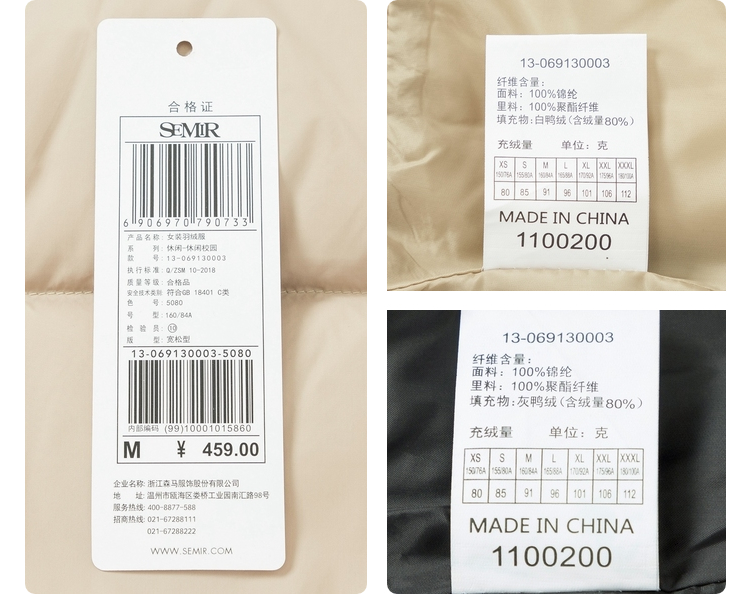 合格证
SEMIR
6 906970 790733
产品名称: 女装羽绒服
系 列: 休闲-休闲校园
款 号: 13-069130003
执行标准: Q/ZSM 10-2018
质量等级: 合格品
安全技术类别: 符合GB 18401 C类
色 号: 5080
号 型: 160/84A
检 验 员: ⑩
版 型: 宽松型
13-069130003-5080
内部编码 (99)10001015860
M ¥ 459.00
企业名称: 浙江森马服饰股份有限公司
地 址: 温州市瓯海区娄桥工业园南汇路98号
服务热线: 400-8877-588
招商热线: 021-67288111
021-67288222
WWW.SEMIR.COM
13-069130003
纤维含量:
面料: 100%锦纶
里料: 100%聚酯纤维
填充物: 白鸭绒(含绒量80%)
充绒量 单位: 克
XS S M L XL XXL XXXL
150/76A 155/80A 160/84A 165/88A 170/92A 175/96A 180/100A
80 85 91 96 101 106 112
MADE IN CHINA
1100200
13-069130003
纤维含量:
面料: 100%锦纶
里料: 100%聚酯纤维
填充物: 灰鸭绒(含绒量80%)
充绒量 单位: 克
XS S M L XL XXL XXXL
150/76A 155/80A 160/84A 165/88A 170/92A 175/96A 180/100A
80 85 91 96 101 106 112
MADE IN CHINA
1100200